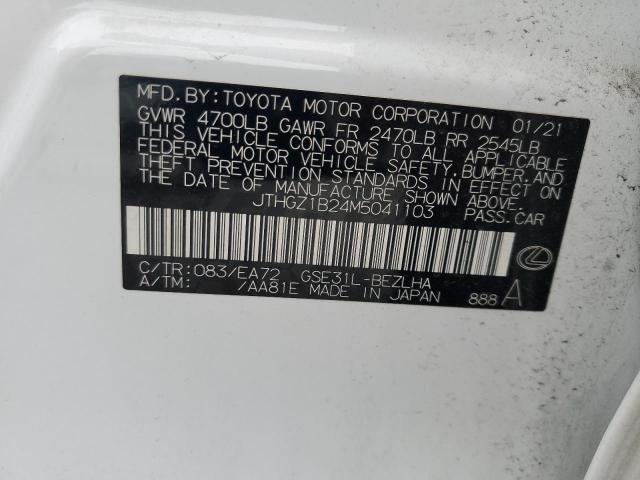 MFD. BY: TOYOTA MOTOR CORPORATION 01/21
GVWR 4700LB GAWR FR 2470LB RR 2545LB
THIS VEHICLE CONFORMS TO ALL APPLICABLE
FEDERAL MOTOR VEHICLE SAFETY, BUMPER, AND
THEFT PREVENTION STANDARDS IN EFFECT ON
THE DATE OF MANUFACTURE SHOWN ABOVE.
JTHGZ1B24M5041103 PASS. CAR
C/TR: 083/EA72 GSE31L-BEZLHA
A/TM: /AA81E MADE IN JAPAN 888 A